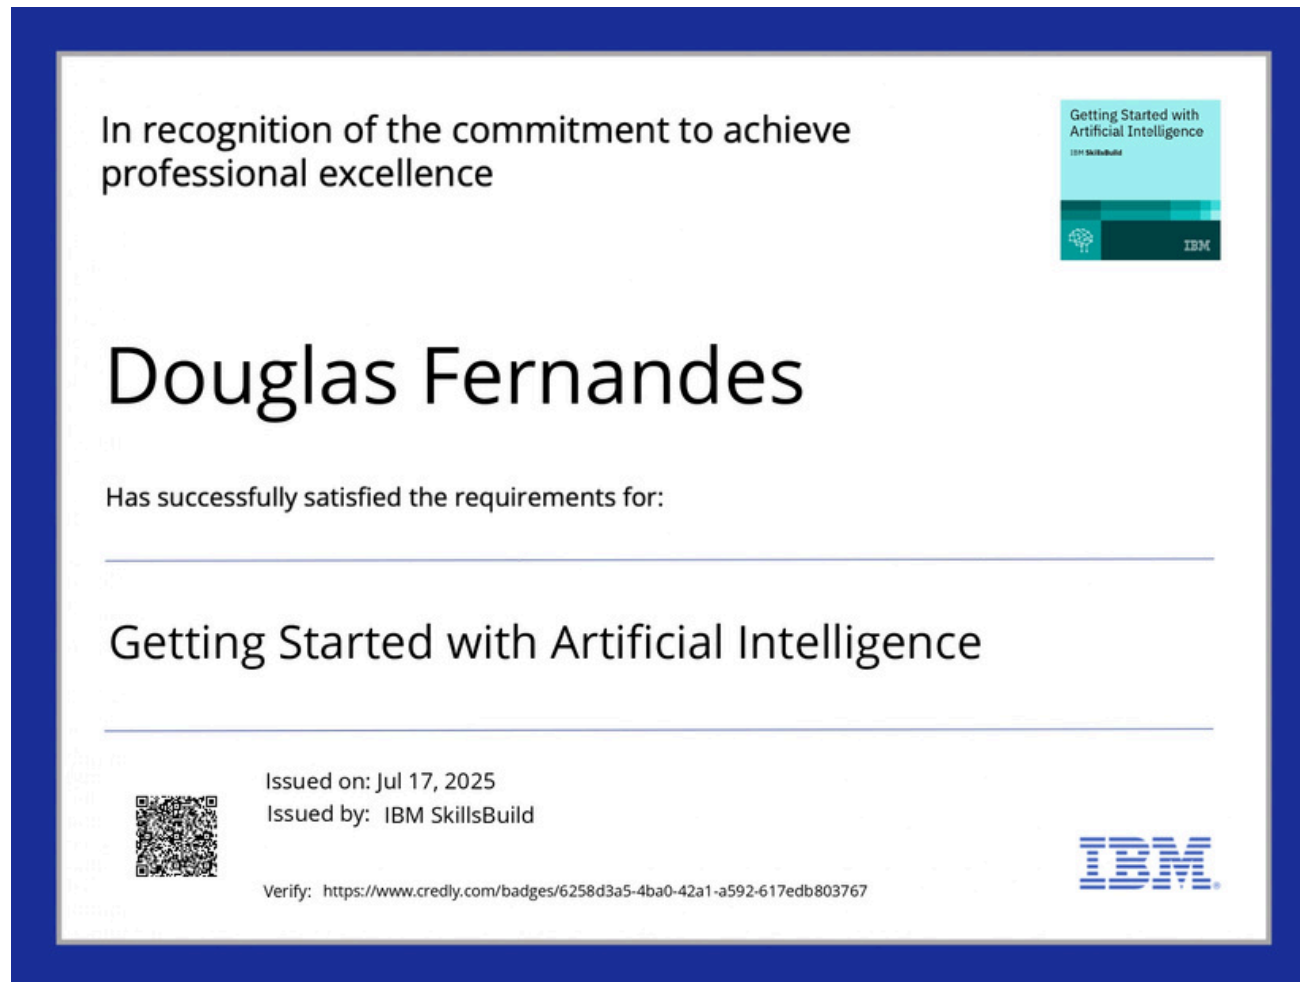 In recognition of the commitment to achieve
professional excellence
Getting Started with
Artificial Intelligence
IBM SkillsBuild
IBM
Douglas Fernandes
Has successfully satisfied the requirements for:
Getting Started with Artificial Intelligence
Issued on: Jul 17, 2025
Issued by: IBM SkillsBuild
Verify: https://www.credly.com/badges/6258d3a5-4ba0-42a1-a592-617edb803767
IBM®